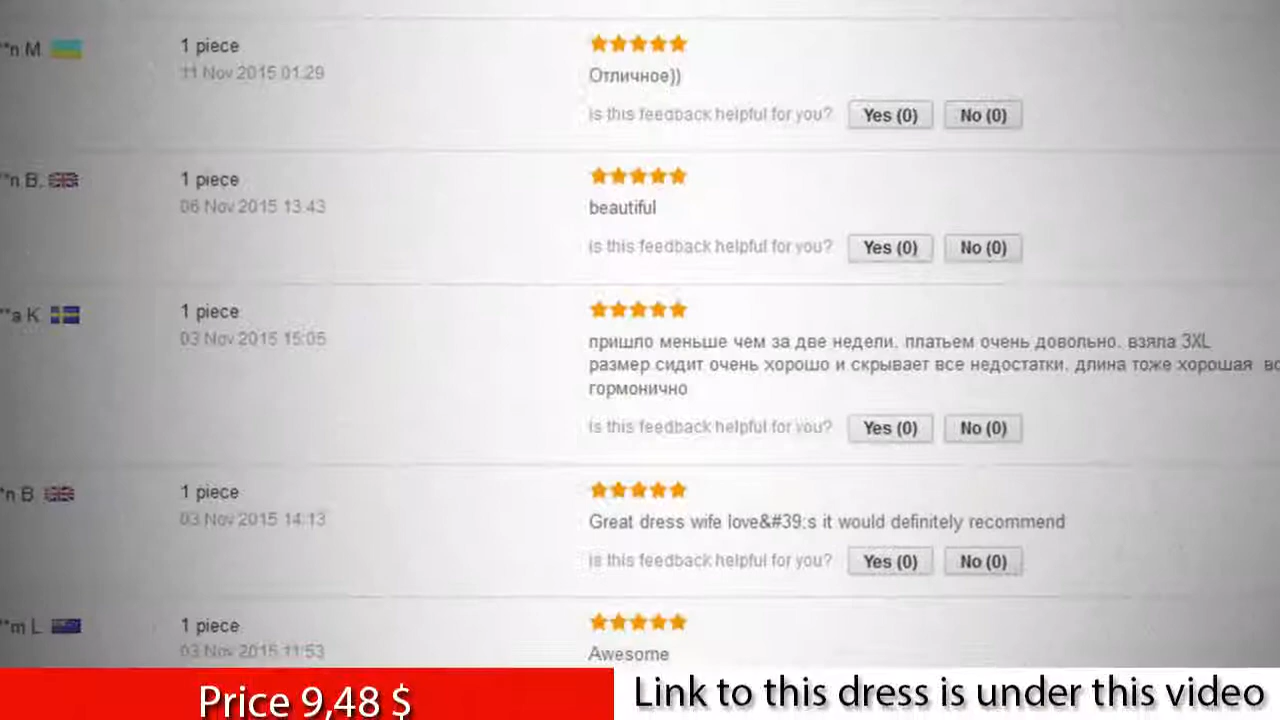 **n M.
1 piece
11 Nov 2015 01:29
Отличное))
Is this feedback helpful for you? Yes (0) No (0)
**n B.
1 piece
06 Nov 2015 13:43
beautiful
Is this feedback helpful for you? Yes (0) No (0)
**a K.
1 piece
03 Nov 2015 15:05
пришло меньше чем за две недели. платьем очень довольно. взяла 3XL
размер сидит очень хорошо и скрывает все недостатки. длина тоже хорошая
гормонично
Is this feedback helpful for you? Yes (0) No (0)
*n B.
1 piece
03 Nov 2015 14:13
Great dress wife love&#39;s it would definitely recommend
Is this feedback helpful for you? Yes (0) No (0)
**m L.
1 piece
03 Nov 2015 11:53
Awesome
Price 9,48 $
Link to this dress is under this video